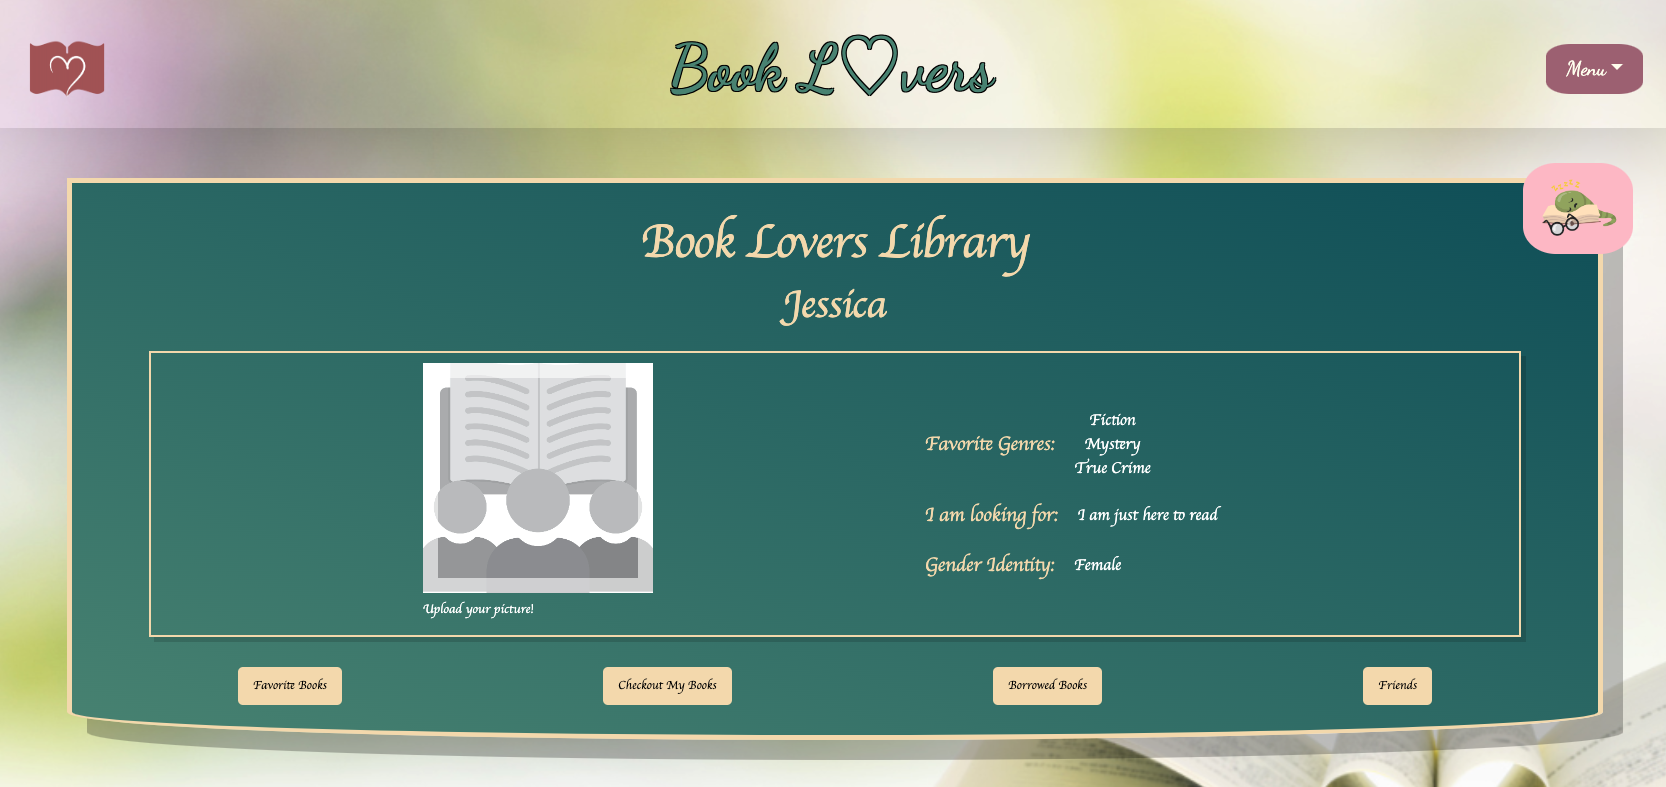 Book L♡vers
Menu
Book Lovers Library
Jessica
Upload your picture!
Favorite Genres:
Fiction
Mystery
True Crime
I am looking for: I am just here to read
Gender Identity: Female
Favorite Books
Checkout My Books
Borrowed Books
Friends